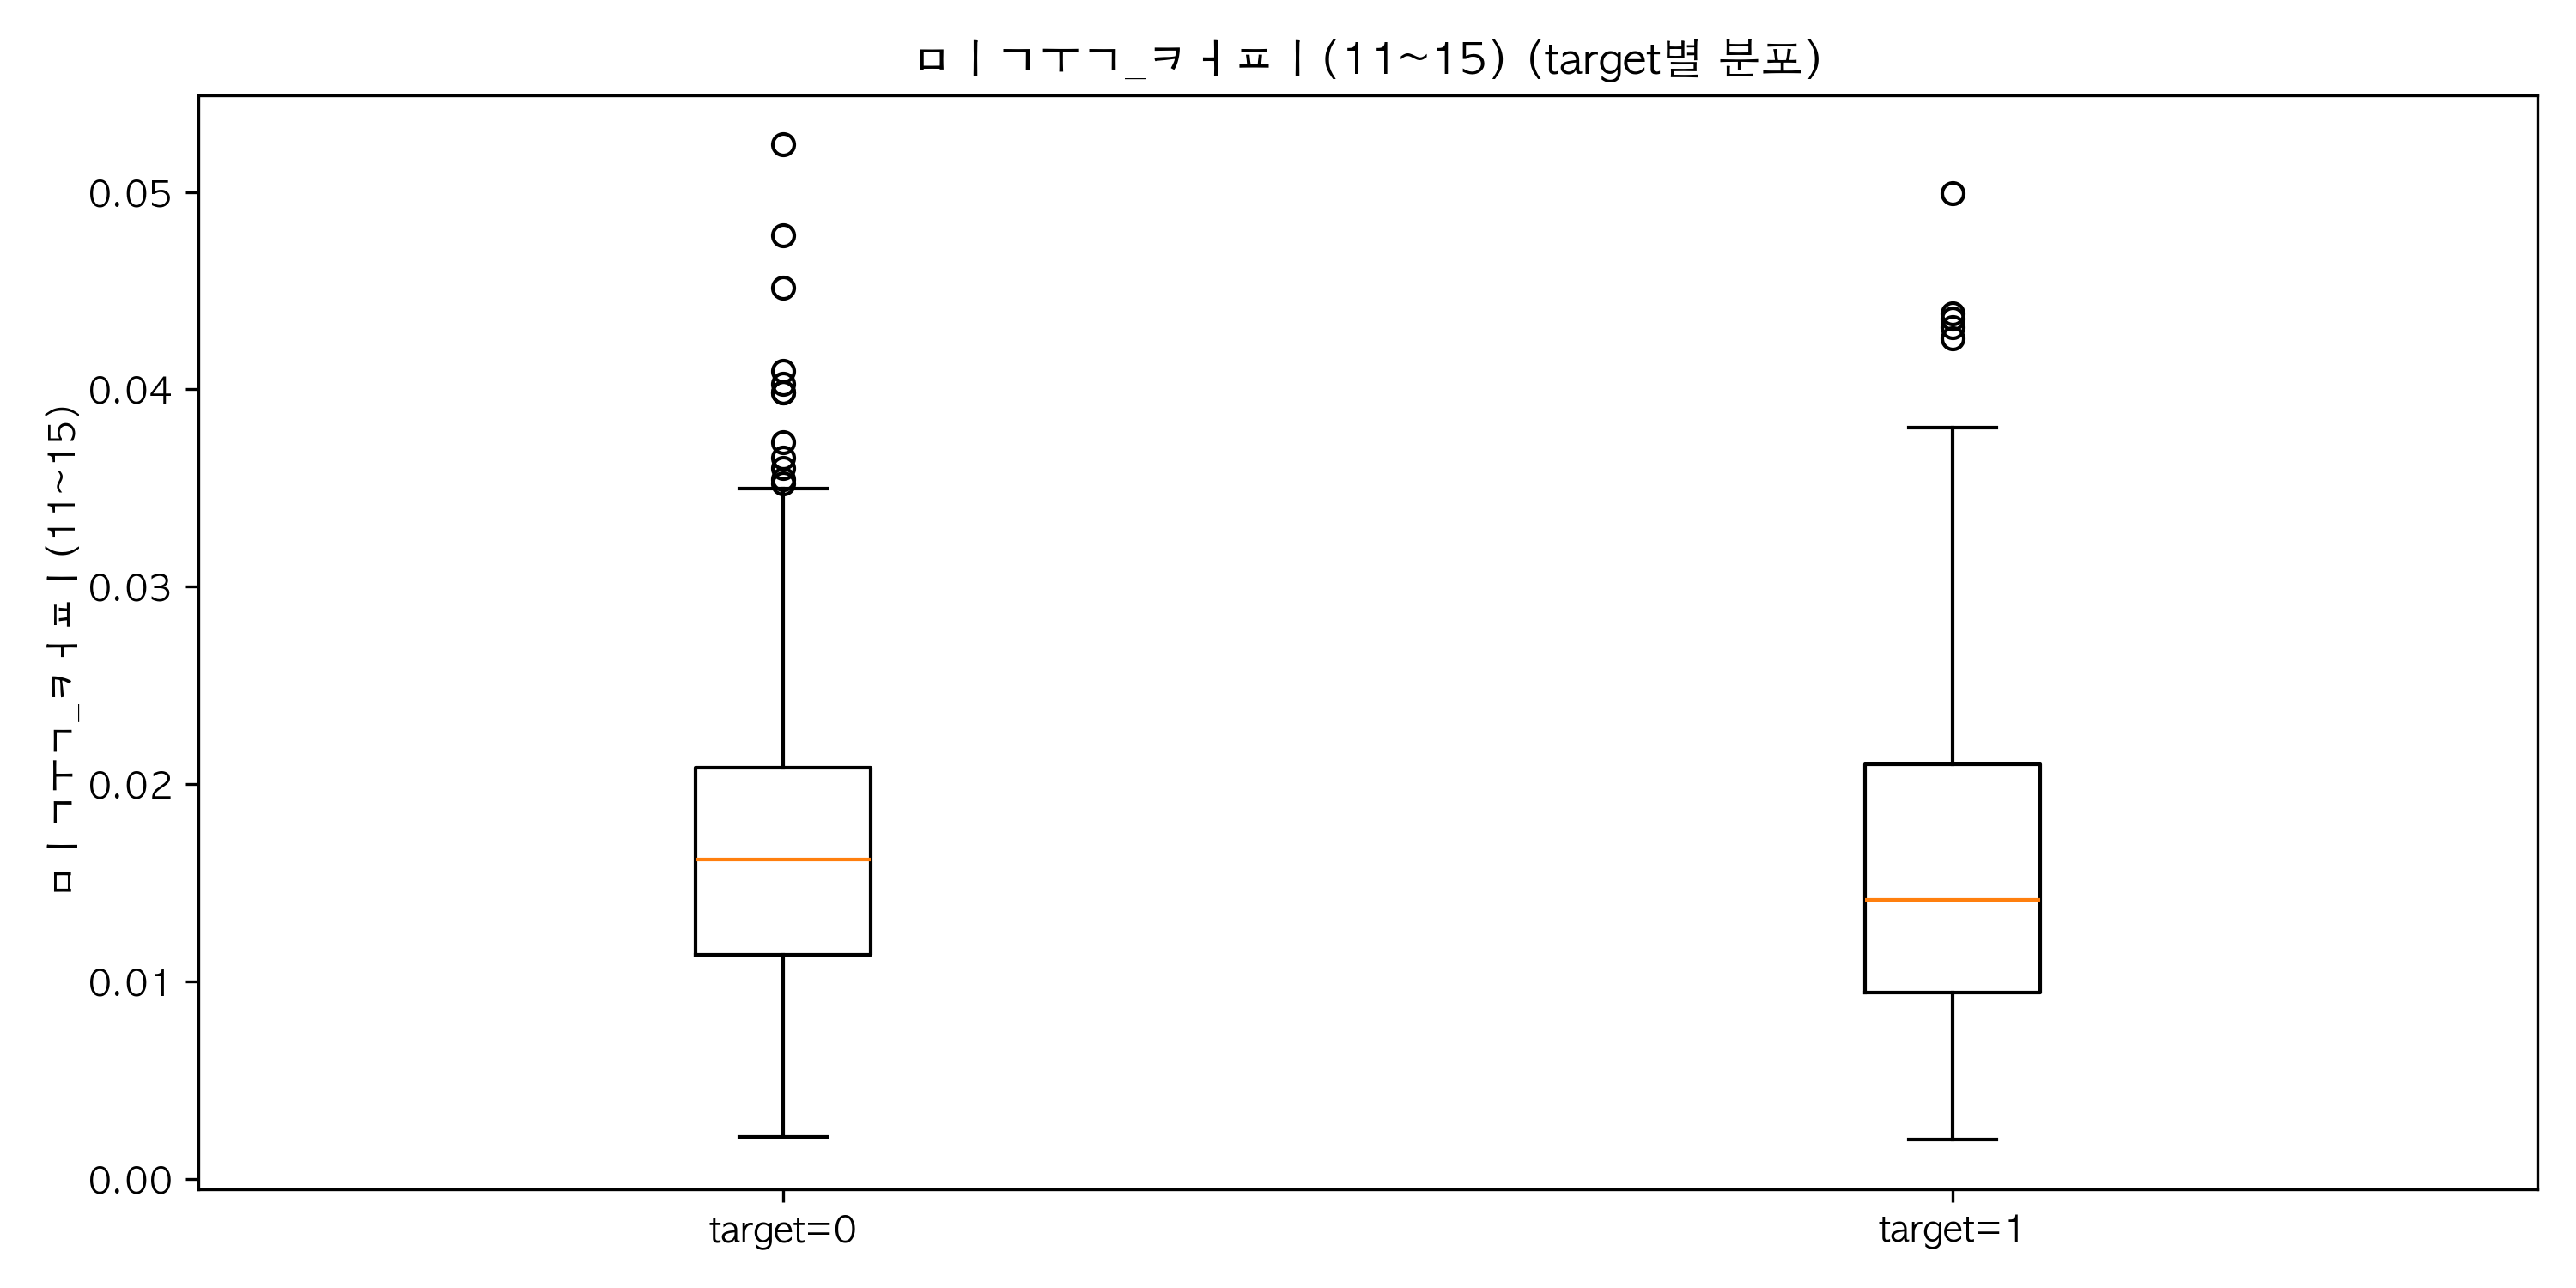 ㅁㅣㄱㅜㄱ_ㅋㅓㅍㅣ(11~15) (target별 분포)
ㅁㅣㄱㅜㄱ_ㅋㅓㅍㅣ(11~15)
0.05
0.04
0.03
0.02
0.01
0.00
target=0
target=1